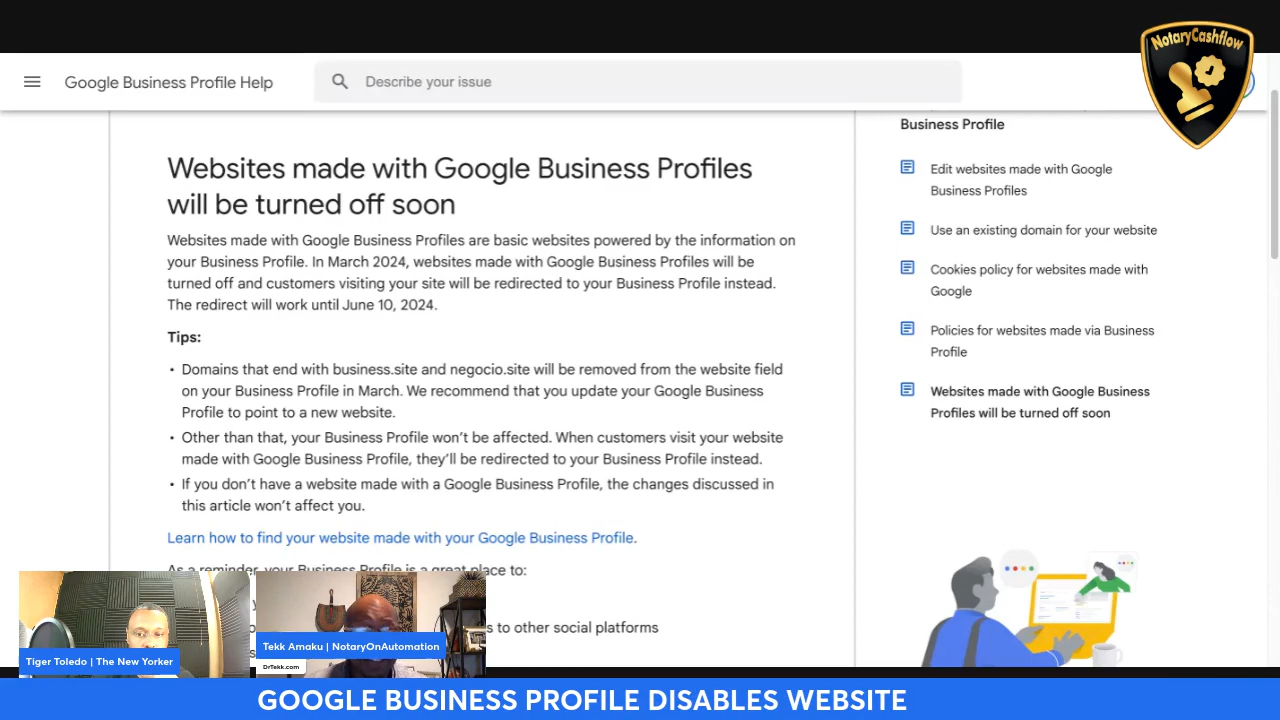 NotaryCashflow
Google Business Profile Help
Describe your issue
Websites made with Google Business Profiles
will be turned off soon
Websites made with Google Business Profiles are basic websites powered by the information on
your Business Profile. In March 2024, websites made with Google Business Profiles will be
turned off and customers visiting your site will be redirected to your Business Profile instead.
The redirect will work until June 10, 2024.
Tips:
• Domains that end with business.site and negocio.site will be removed from the website field
on your Business Profile in March. We recommend that you update your Google Business
Profile to point to a new website.
• Other than that, your Business Profile won’t be affected. When customers visit your website
made with Google Business Profile, they’ll be redirected to your Business Profile instead.
• If you don’t have a website made with a Google Business Profile, the changes discussed in
this article won’t affect you.
Learn how to find your website made with your Google Business Profile.
As a reminder, your Business Profile is a great place to:
s to other social platforms
Business Profile
Edit websites made with Google
Business Profiles
Use an existing domain for your website
Cookies policy for websites made with
Google
Policies for websites made via Business
Profile
Websites made with Google Business
Profiles will be turned off soon
Tiger Toledo | The New Yorker
Tekk Amaku | NotaryOnAutomation
DrTekk.com
GOOGLE BUSINESS PROFILE DISABLES WEBSITE